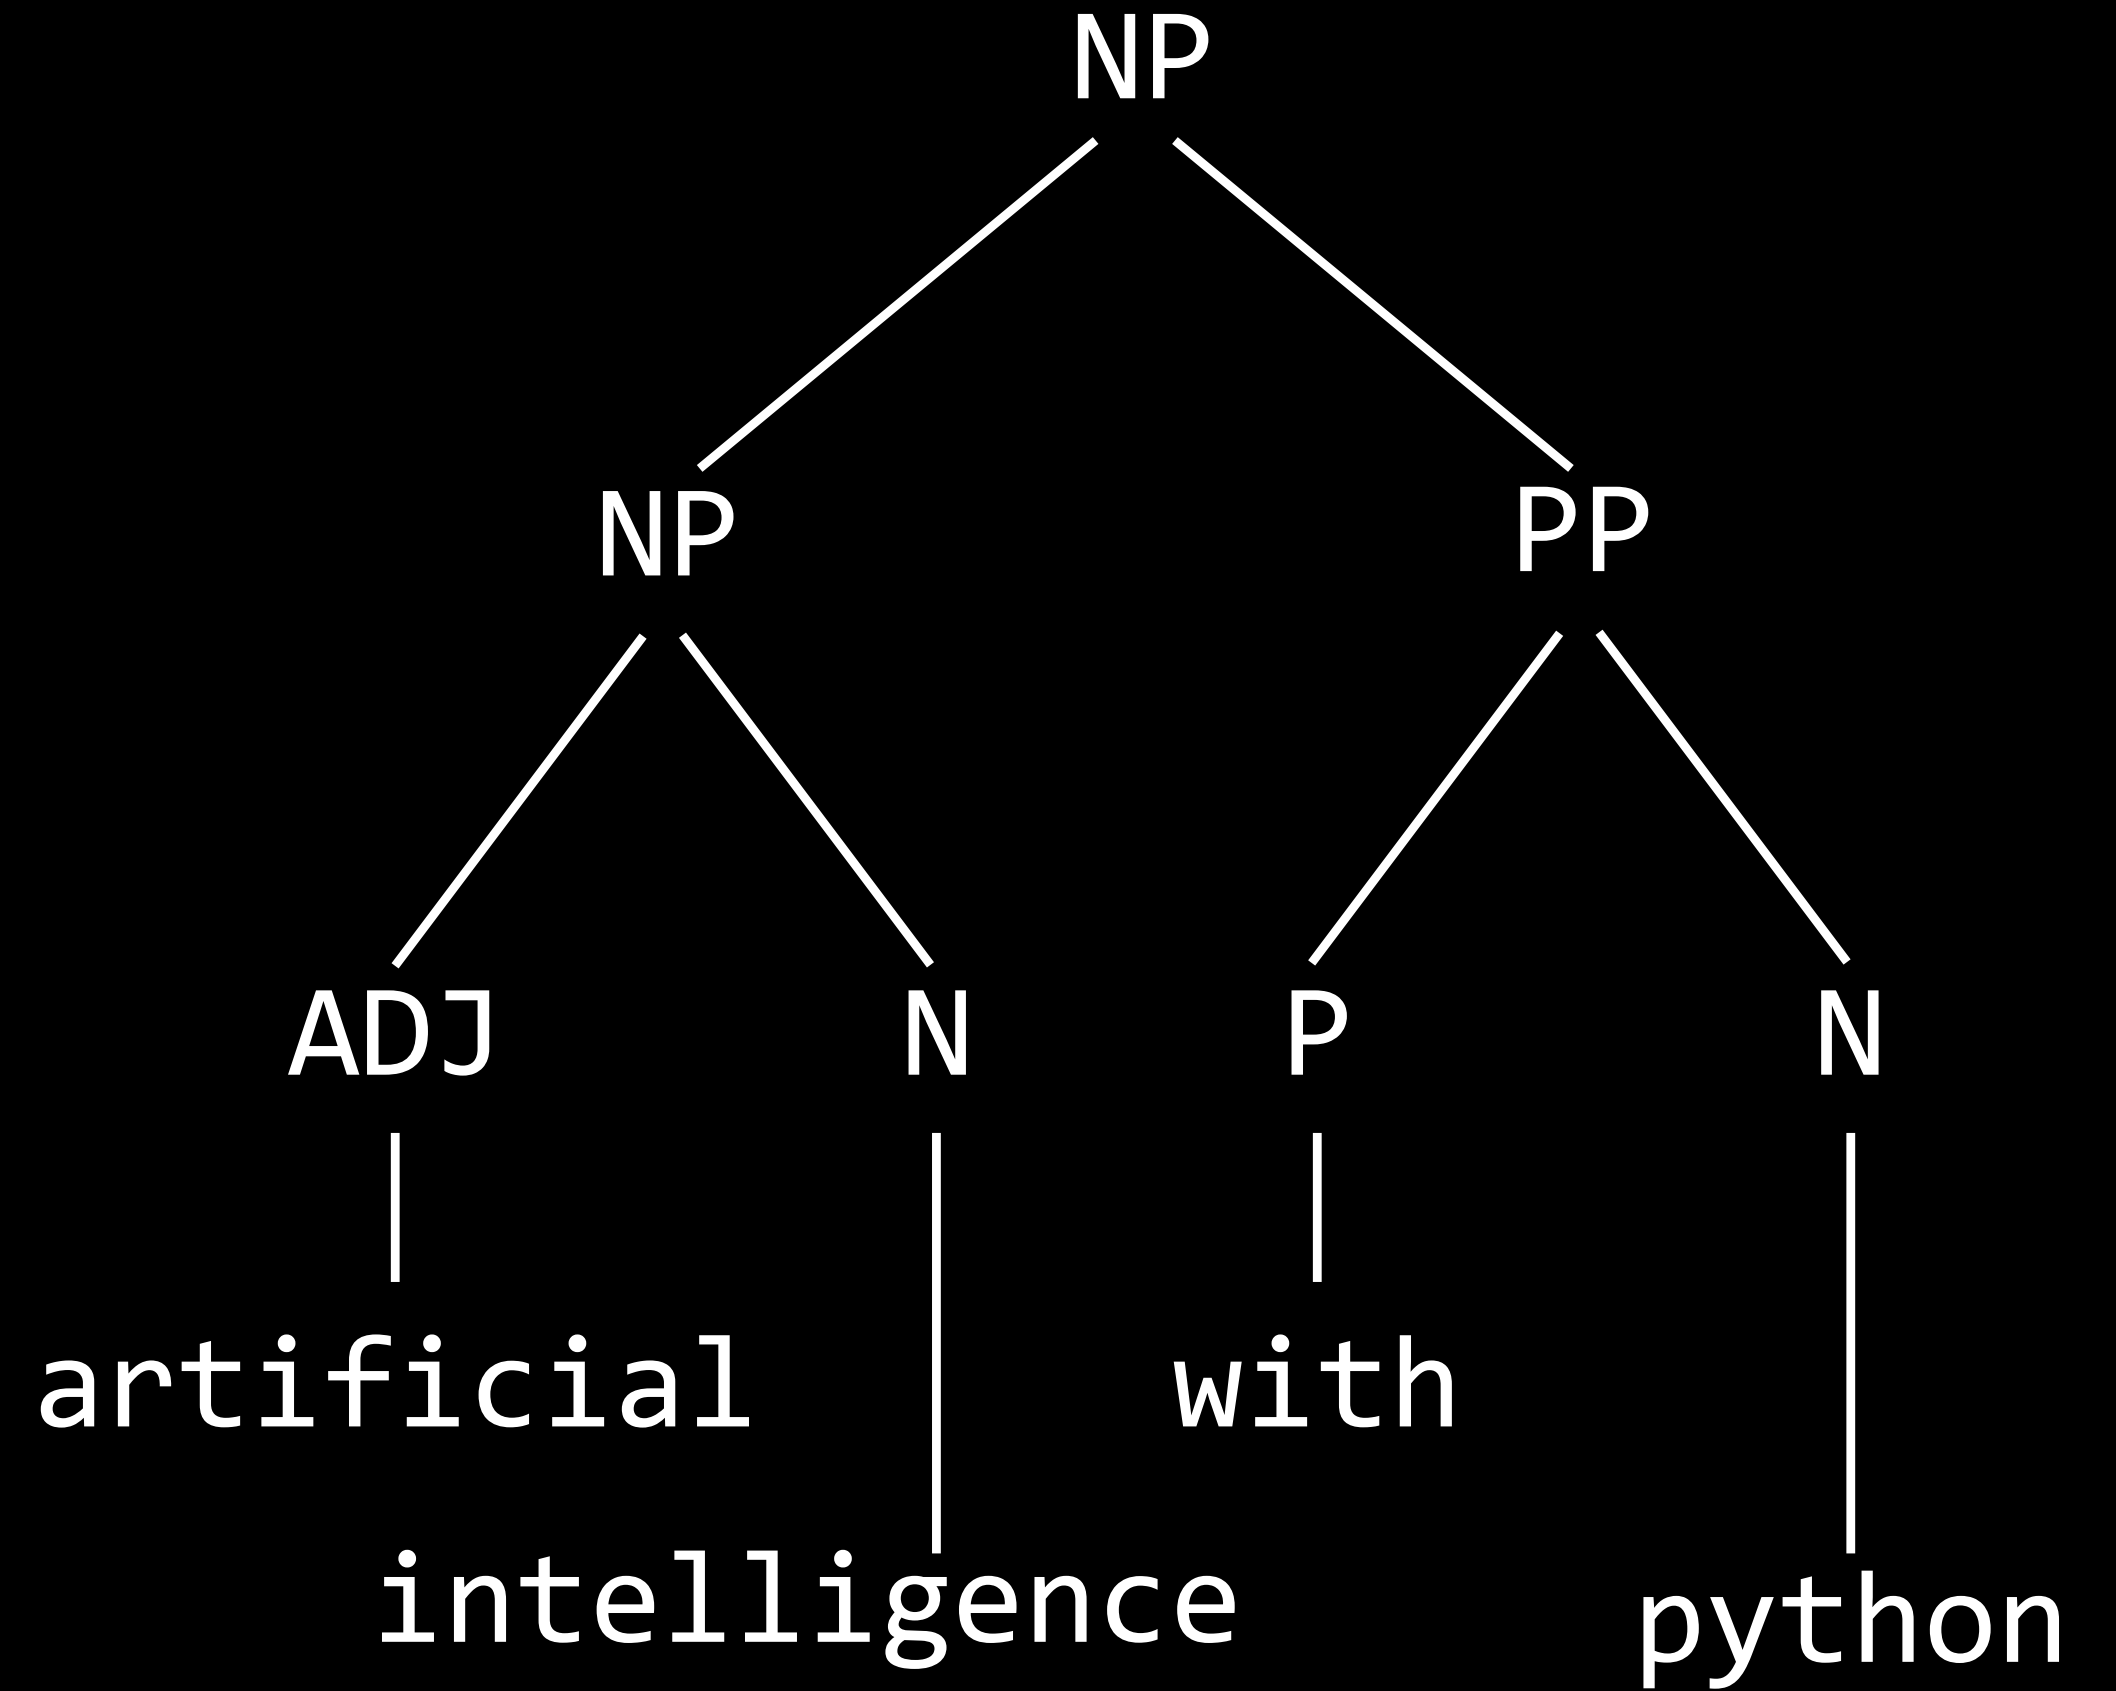 NP
NP PP
ADJ N P N
artificial with
intelligence python